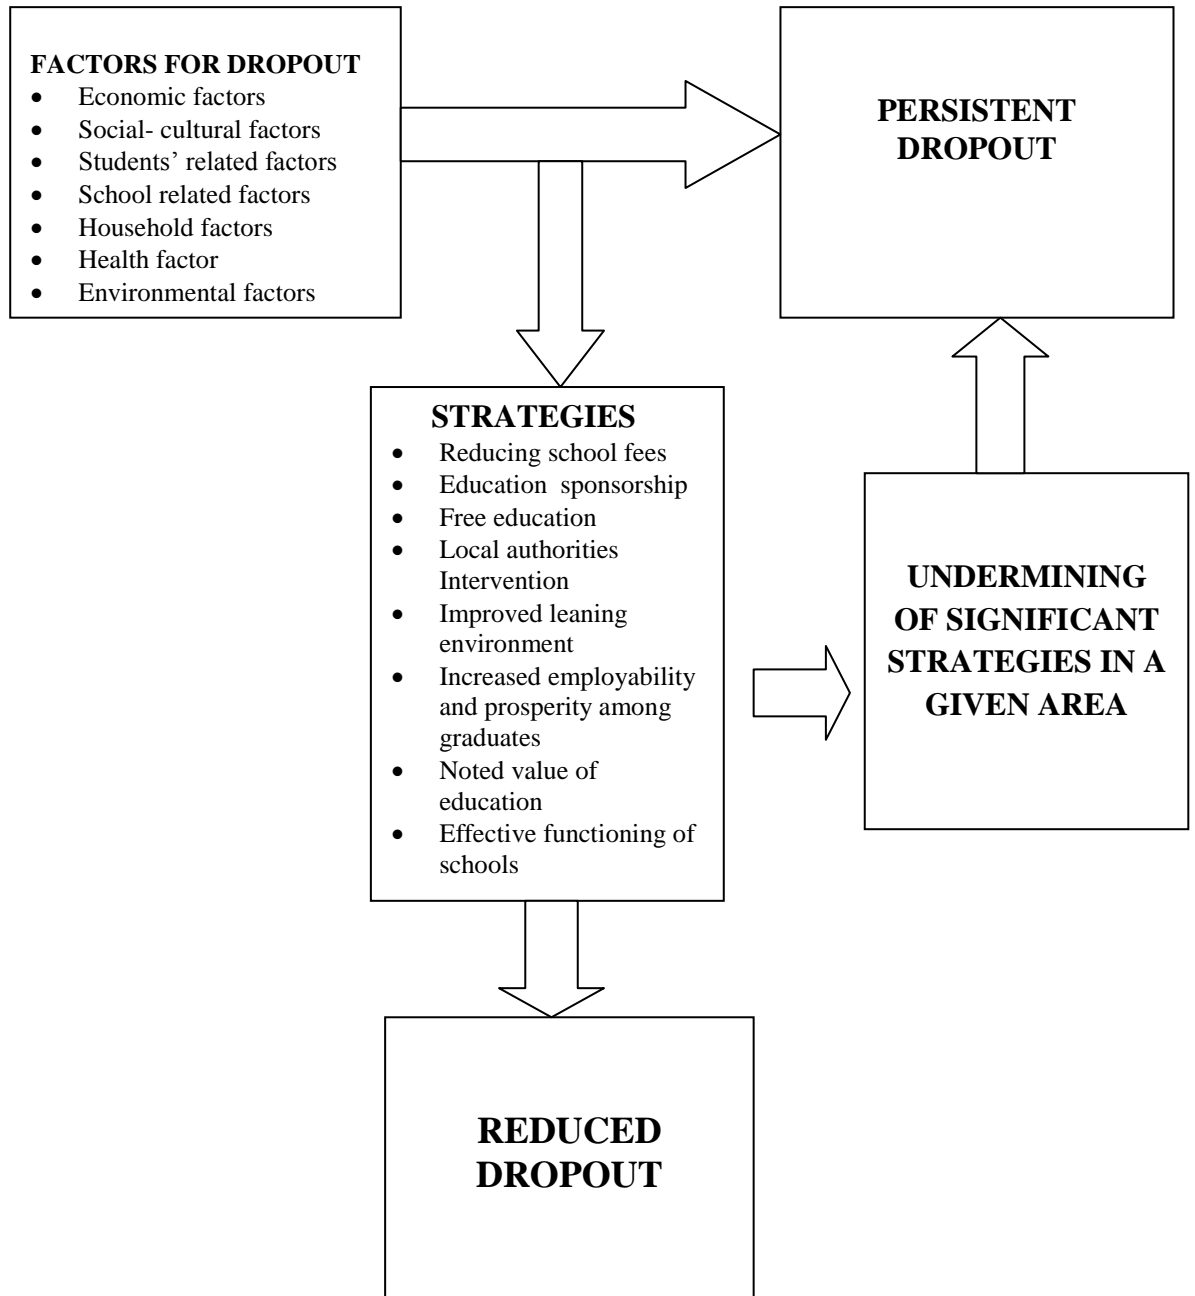 FACTORS FOR DROPOUT
• Economic factors
• Social- cultural factors
• Students’ related factors
• School related factors
• Household factors
• Health factor
• Environmental factors
PERSISTENT
DROPOUT
STRATEGIES
• Reducing school fees
• Education sponsorship
• Free education
• Local authorities
Intervention
• Improved leaning
environment
• Increased employability
and prosperity among
graduates
• Noted value of
education
• Effective functioning of
schools
UNDERMINING
OF SIGNIFICANT
STRATEGIES IN A
GIVEN AREA
REDUCED
DROPOUT